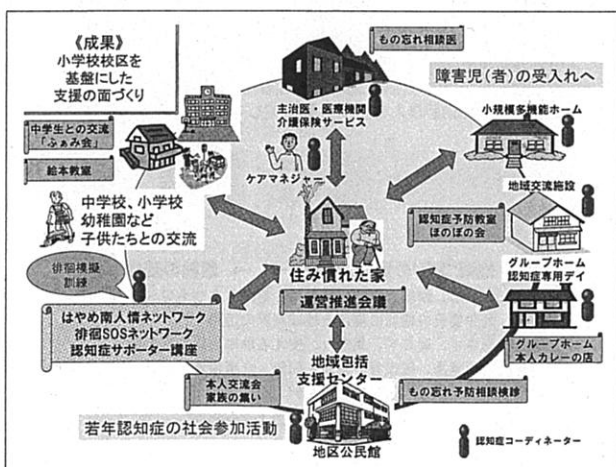 《成果》
小学校校区を
基盤にした
支援の面づくり
もの忘れ相談医
障害児(者)の受入れへ
主治医・医療機関
介護保険サービス
小規模多機能ホーム
中学生との交流
「ふぁみ会」
絵本教室
ケアマネジャー
地域交流施設
中学校、小学校
幼稚園など
子供たちとの交流
認知症予防教室
ほのぼの会
住み慣れた家
グループホーム
認知症専用デイ
徘徊模擬
訓練
運営推進会議
はやめ南人情ネットワーク
徘徊SOSネットワーク
認知症サポーター講座
グループホーム
本人カレーの店
地域包括
支援センター
本人交流会
家族の集い
もの忘れ予防相談検診
若年認知症の社会参加活動
地区公民館
認知症コーディネーター